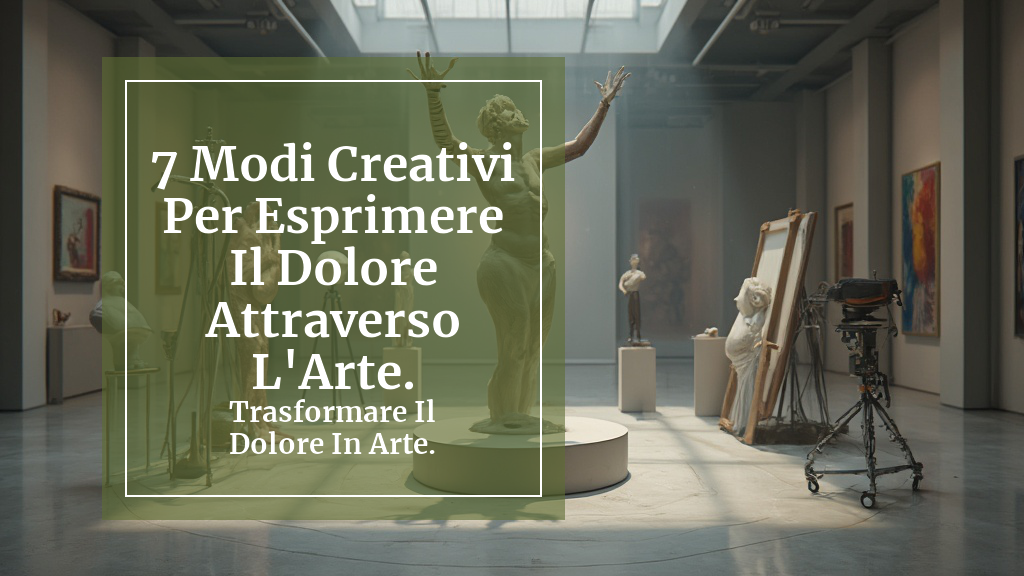 7 Modi Creativi
Per Esprimere
Il Dolore
Attraverso
L'Arte.
Trasformare Il
Dolore In Arte.